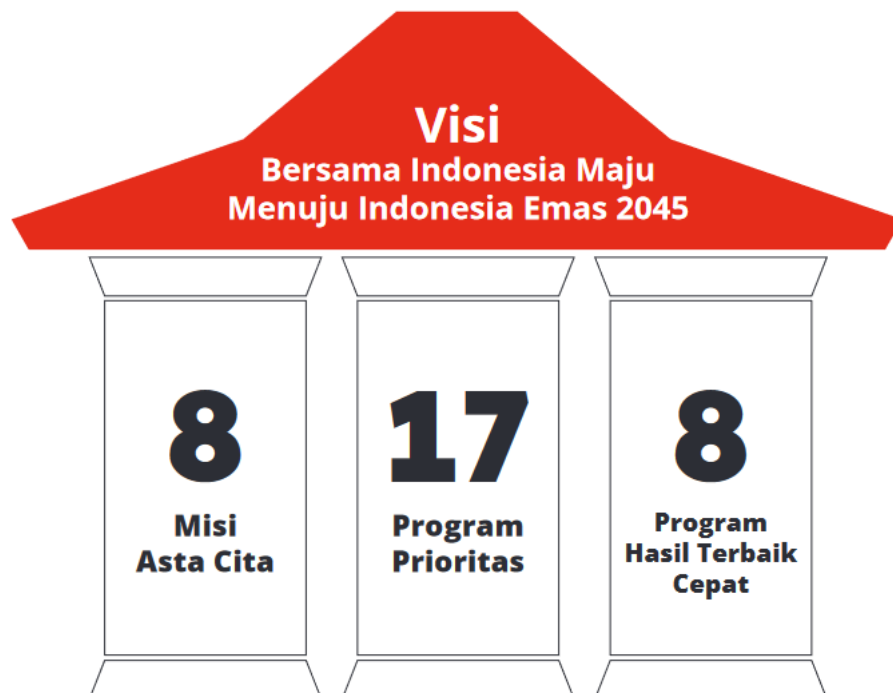 Visi
Bersama Indonesia Maju
Menuju Indonesia Emas 2045
8
Misi
Asta Cita
17
Program
Prioritas
8
Program
Hasil Terbaik
Cepat